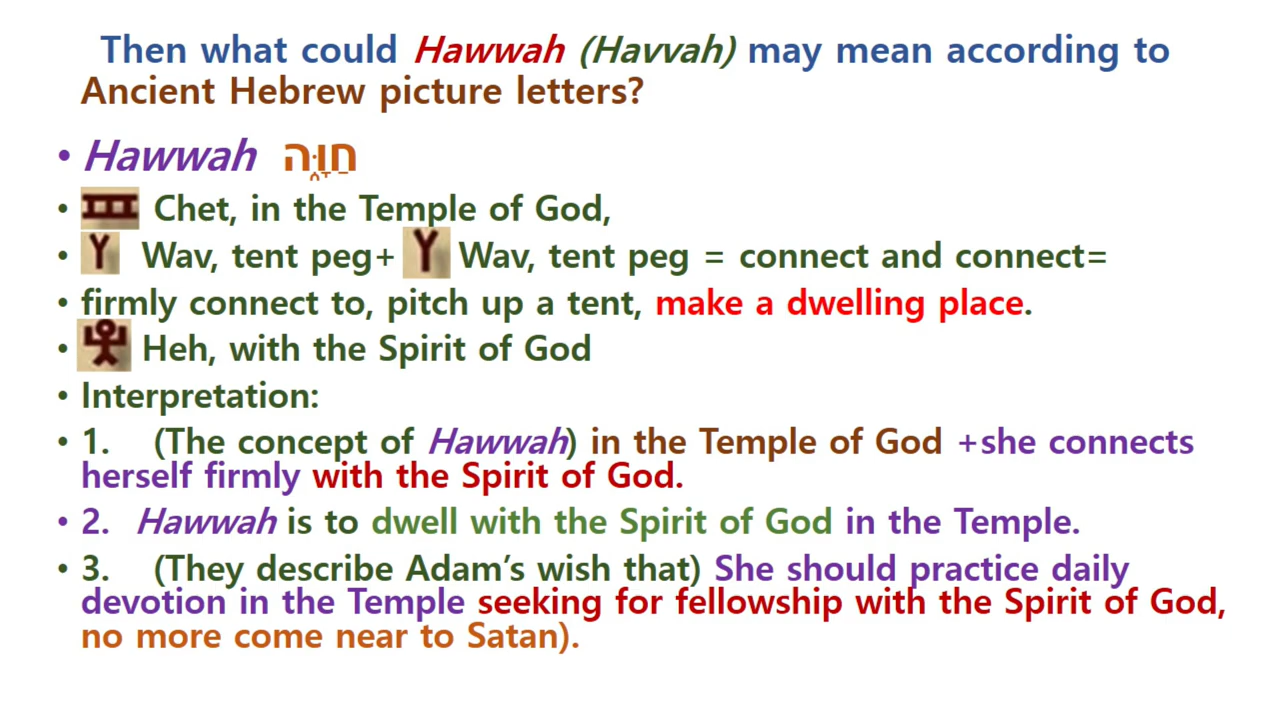 Then what could Hawwah (Havvah) may mean according to
Ancient Hebrew picture letters?
• Hawwah חַוָּ֑ה
• Chet, in the Temple of God,
• Wav, tent peg+ Wav, tent peg = connect and connect=
• firmly connect to, pitch up a tent, make a dwelling place.
• Heh, with the Spirit of God
• Interpretation:
• 1. (The concept of Hawwah) in the Temple of God +she connects
herself firmly with the Spirit of God.
• 2. Hawwah is to dwell with the Spirit of God in the Temple.
• 3. (They describe Adam’s wish that) She should practice daily
devotion in the Temple seeking for fellowship with the Spirit of God,
no more come near to Satan).